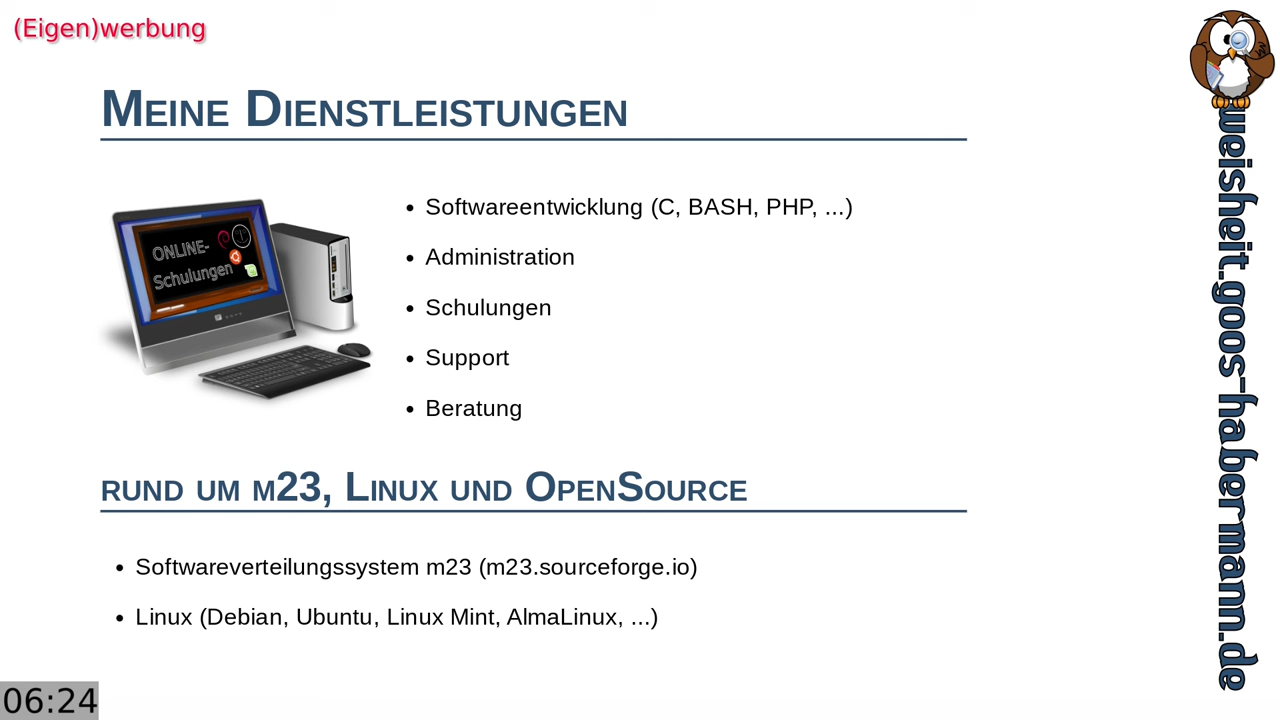 (Eigen)werbung
Meine Dienstleistungen
ONLINE-
Schulungen
• Softwareentwicklung (C, BASH, PHP, ...)
• Administration
• Schulungen
• Support
• Beratung
rund um m23, Linux und OpenSource
• Softwareverteilungssystem m23 (m23.sourceforge.io)
• Linux (Debian, Ubuntu, Linux Mint, AlmaLinux, ...)
weisheit.goos-habermann.de
06:24